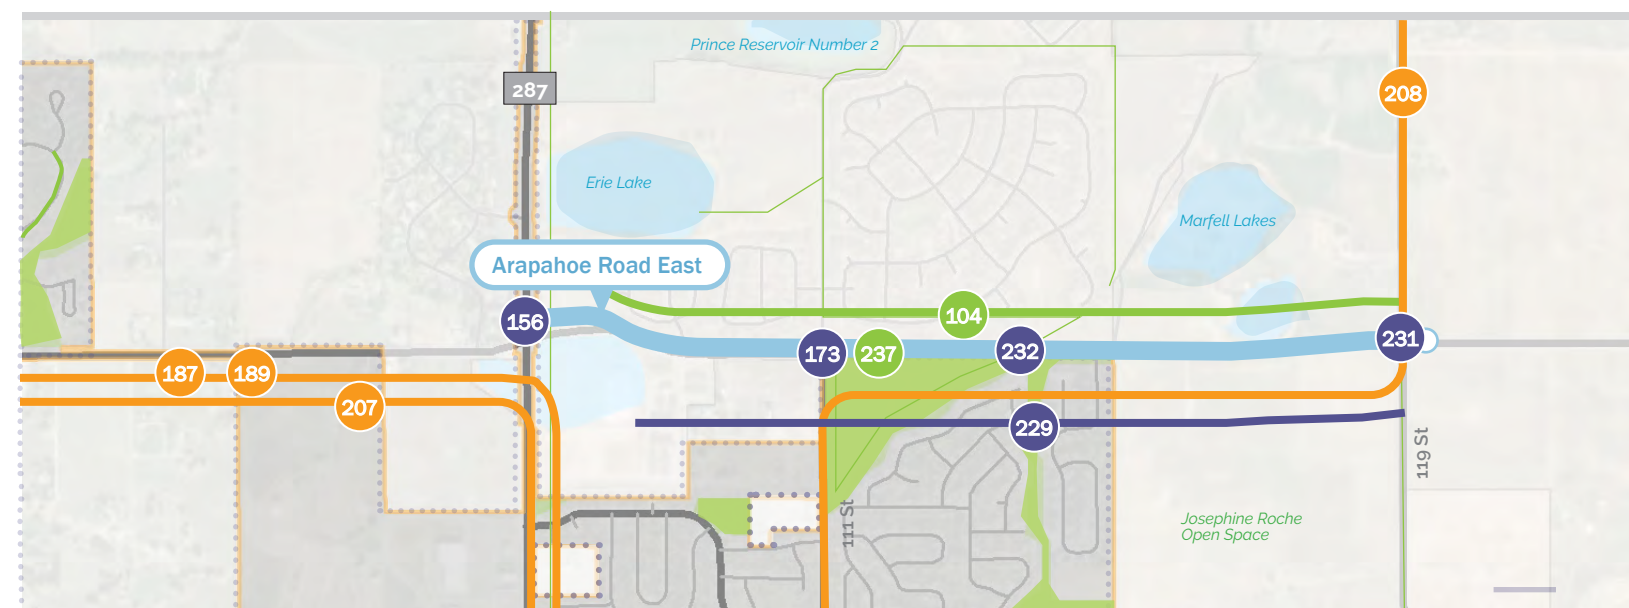 Prince Reservoir Number 2
287
208
Erie Lake
Marfell Lakes
Arapahoe Road East
156
104
173
237
232
231
187
189
207
229
119 St
111 St
Josephine Roche
Open Space